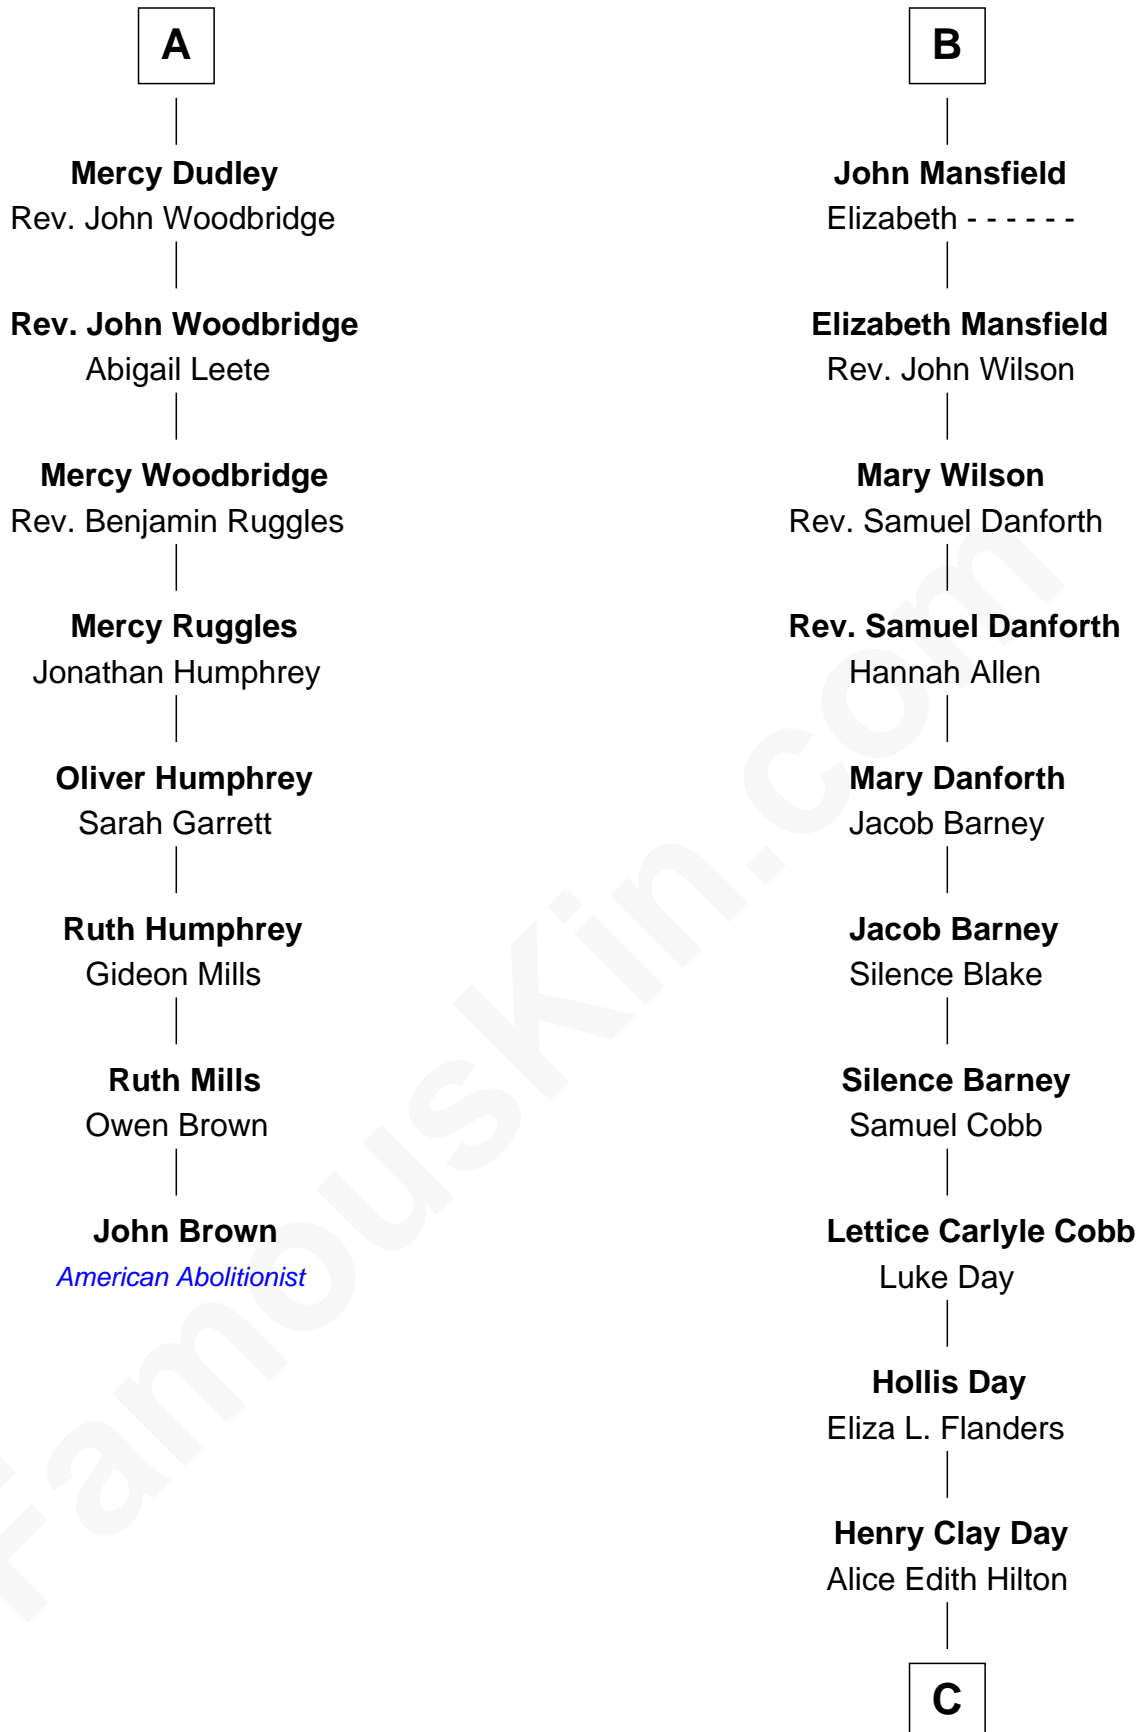 A
Mercy Dudley
Rev. John Woodbridge
Rev. John Woodbridge
Abigail Leete
Mercy Woodbridge
Rev. Benjamin Ruggles
Mercy Ruggles
Jonathan Humphrey
Oliver Humphrey
Sarah Garrett
Ruth Humphrey
Gideon Mills
Ruth Mills
Owen Brown
John Brown
American Abolitionist
B
John Mansfield
Elizabeth - - - - - -
Elizabeth Mansfield
Rev. John Wilson
Mary Wilson
Rev. Samuel Danforth
Rev. Samuel Danforth
Hannah Allen
Mary Danforth
Jacob Barney
Jacob Barney
Silence Blake
Silence Barney
Samuel Cobb
Lettice Carlyle Cobb
Luke Day
Hollis Day
Eliza L. Flanders
Henry Clay Day
Alice Edith Hilton
C
FamousKin.com